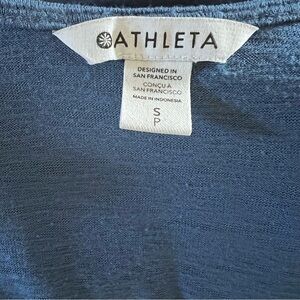 ATHLETA
DESIGNED IN
SAN FRANCISCO
CONÇU À
SAN FRANCISCO
MADE IN INDONESIA
S
P